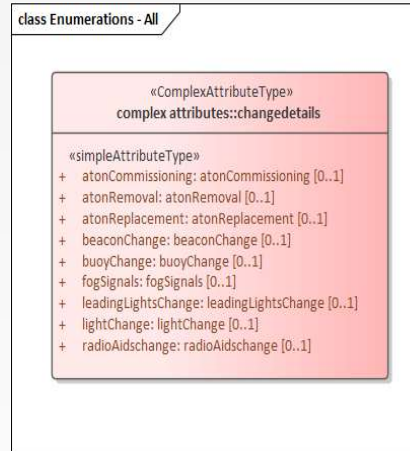 class Enumerations - All
«ComplexAttributeType»
complex attributes::changedetails
«simpleAttributeType»
+ atonCommissioning: atonCommissioning [0..1]
+ atonRemoval: atonRemoval [0..1]
+ atonReplacement: atonReplacement [0..1]
+ beaconChange: beaconChange [0..1]
+ buoyChange: buoyChange [0..1]
+ fogSignals: fogSignals [0..1]
+ leadingLightsChange: leadingLightsChange [0..1]
+ lightChange: lightChange [0..1]
+ radioAidschange: radioAidschange [0..1]